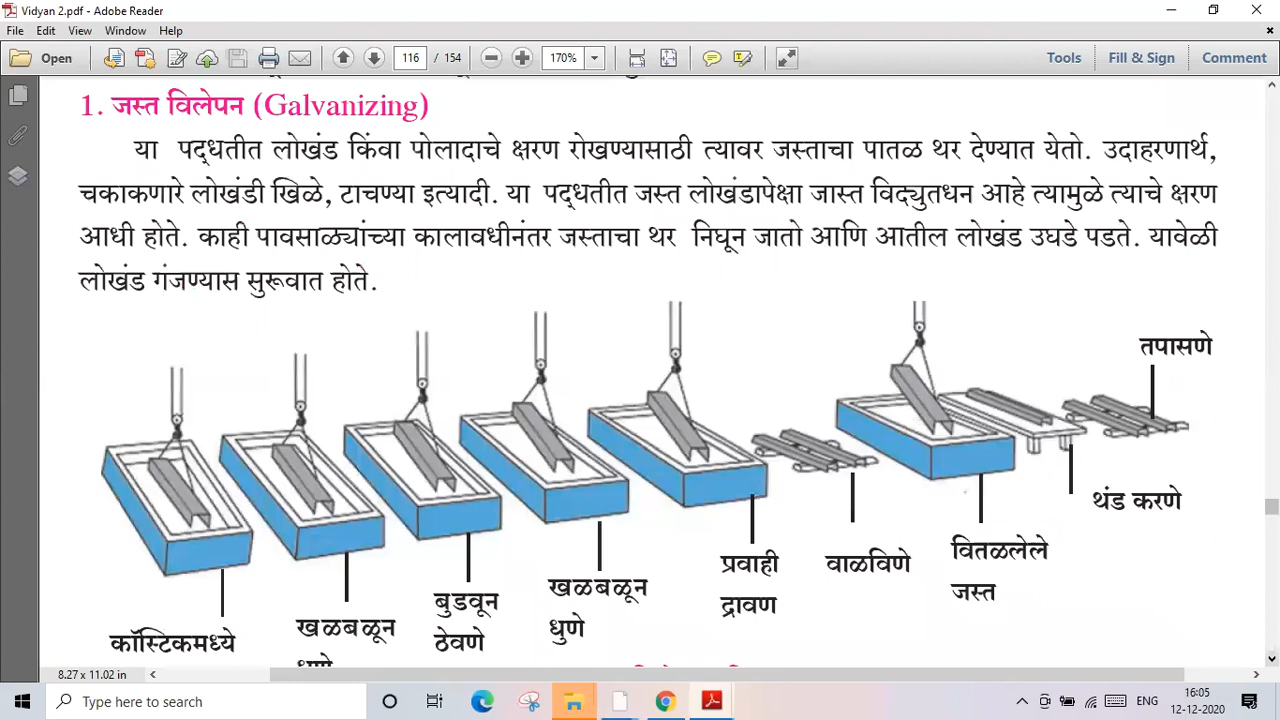 Vidyan 2.pdf - Adobe Reader
File Edit View Window Help
Open 116 / 154 170% Tools Fill & Sign Comment
1. जस्त विलेपन (Galvanizing)
या पद्धतीत लोखंड किंवा पोलादाचे क्षरण रोखण्यासाठी त्यावर जस्ताचा पातळ थर देण्यात येतो. उदाहरणार्थ,
चकाकणारे लोखंडी खिळे, टाचण्या इत्यादी. या पद्धतीत जस्त लोखंडापेक्षा जास्त विद्युतधन आहे त्यामुळे त्याचे क्षरण
आधी होते. काही पावसाळ्यांच्या कालावधीनंतर जस्ताचा थर निघून जातो आणि आतील लोखंड उघडे पडते. यावेळी
लोखंड गंजण्यास सुरूवात होते.
तपासणे
थंड करणे
वितळलेले
जस्त
वाळविणे
प्रवाही
द्रावण
खळबळून
धुणे
बुडवून
ठेवणे
खळबळून
कॉस्टिकमध्ये
8.27 x 11.02 in
Type here to search
ENG
16:05
12-12-2020